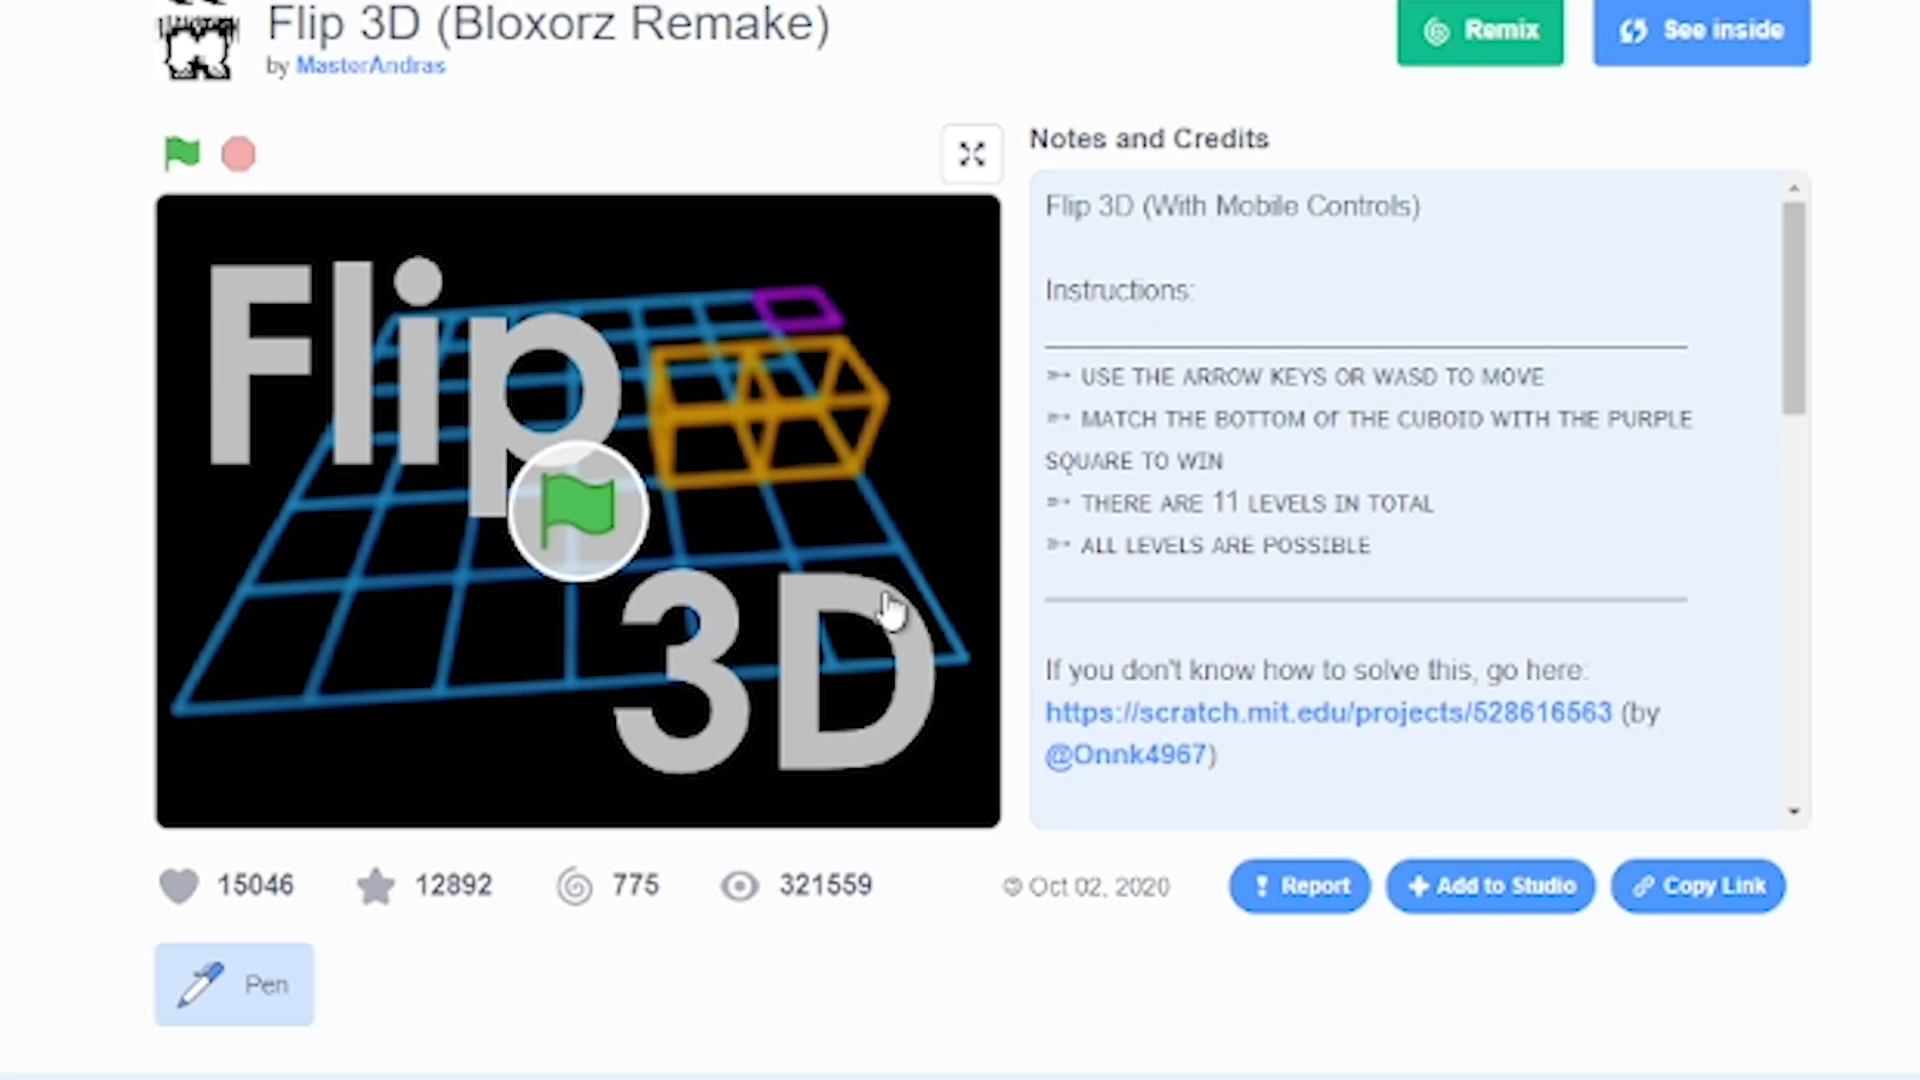 Flip 3D (Bloxorz Remake)
by MasterAndras
Remix
See inside
Notes and Credits
Flip 3D (With Mobile Controls)
Instructions:
➳ USE THE ARROW KEYS OR WASD TO MOVE
➳ MATCH THE BOTTOM OF THE CUBOID WITH THE PURPLE
SQUARE TO WIN
➳ THERE ARE 11 LEVELS IN TOTAL
➳ ALL LEVELS ARE POSSIBLE
If you don't know how to solve this, go here:
https://scratch.mit.edu/projects/528616563 (by
@Onnk4967)
Flip
3D
15046
12892
775
321559
© Oct 02, 2020
Report
Add to Studio
Copy Link
Pen